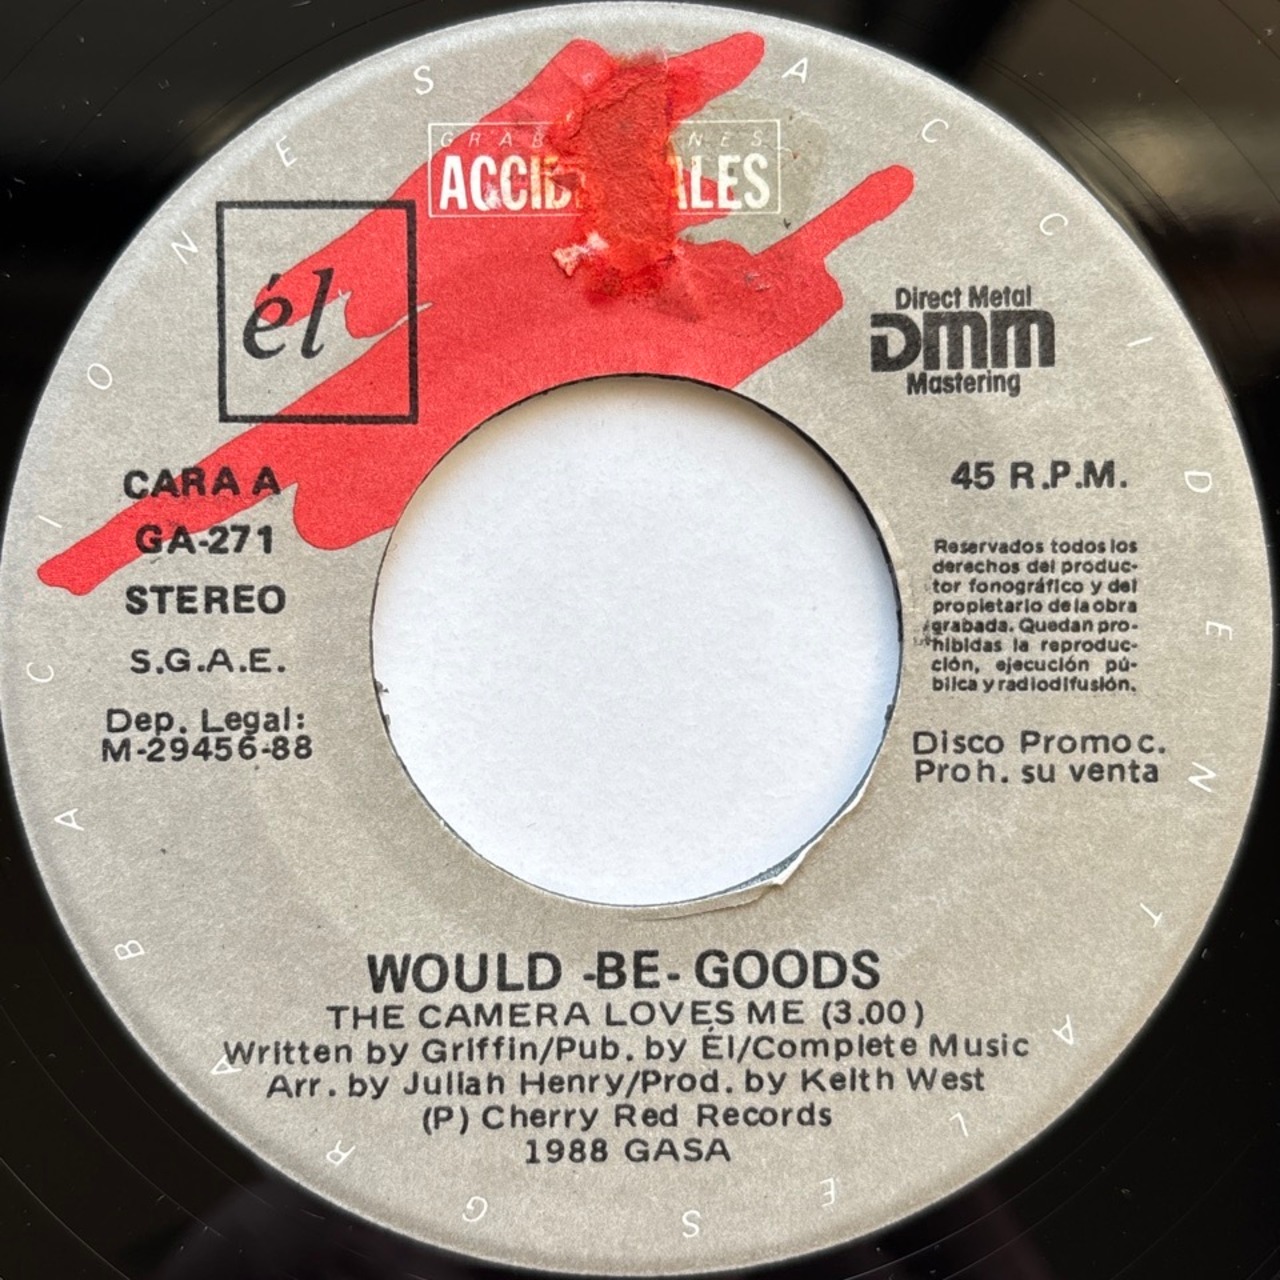 GRABACIONES ACCIDENTALES
él
Direct Metal
DMM
Mastering
CARA A
GA-271
STEREO
S.G.A.E.
Dep. Legal:
M-29456-88
45 R.P.M.
Reservados todos los
derechos del produc-
tor fonográfico y del
propietario de la obra
grabada. Quedan pro-
hibidas la reproduc-
ción, ejecución pú-
blica y radiodifusión.
Disco Promoc.
Proh. su venta
WOULD -BE- GOODS
THE CAMERA LOVES ME (3.00)
Written by Griffin/Pub. by Él/Complete Music
Arr. by Juliah Henry/Prod. by Keith West
(P) Cherry Red Records
1988 GASA